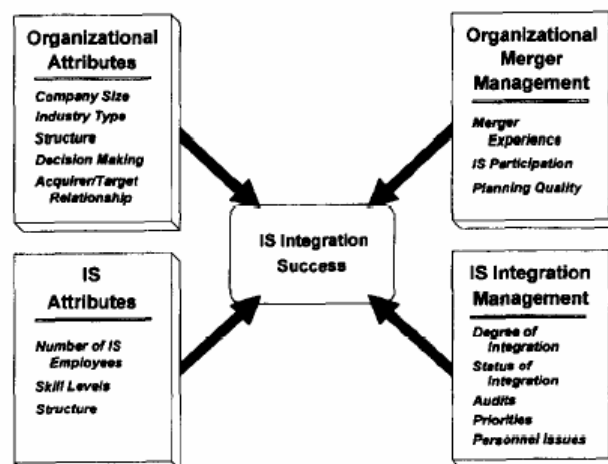 Organizational
Attributes
Company Size
Industry Type
Structure
Decision Making
Acquirer/Target
Relationship
Organizational
Merger
Management
Merger
Experience
IS Participation
Planning Quality
IS Integration
Success
IS
Attributes
Number of IS
Employees
Skill Levels
Structure
IS Integration
Management
Degree of
Integration
Status of
Integration
Audits
Priorities
Personnel Issues